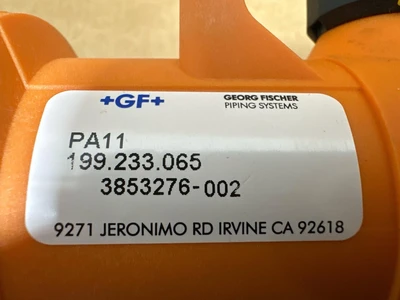 +GF+
GEORG FISCHER
PIPING SYSTEMS
PA11
199.233.065
3853276-002
9271 JERONIMO RD IRVINE CA 92618